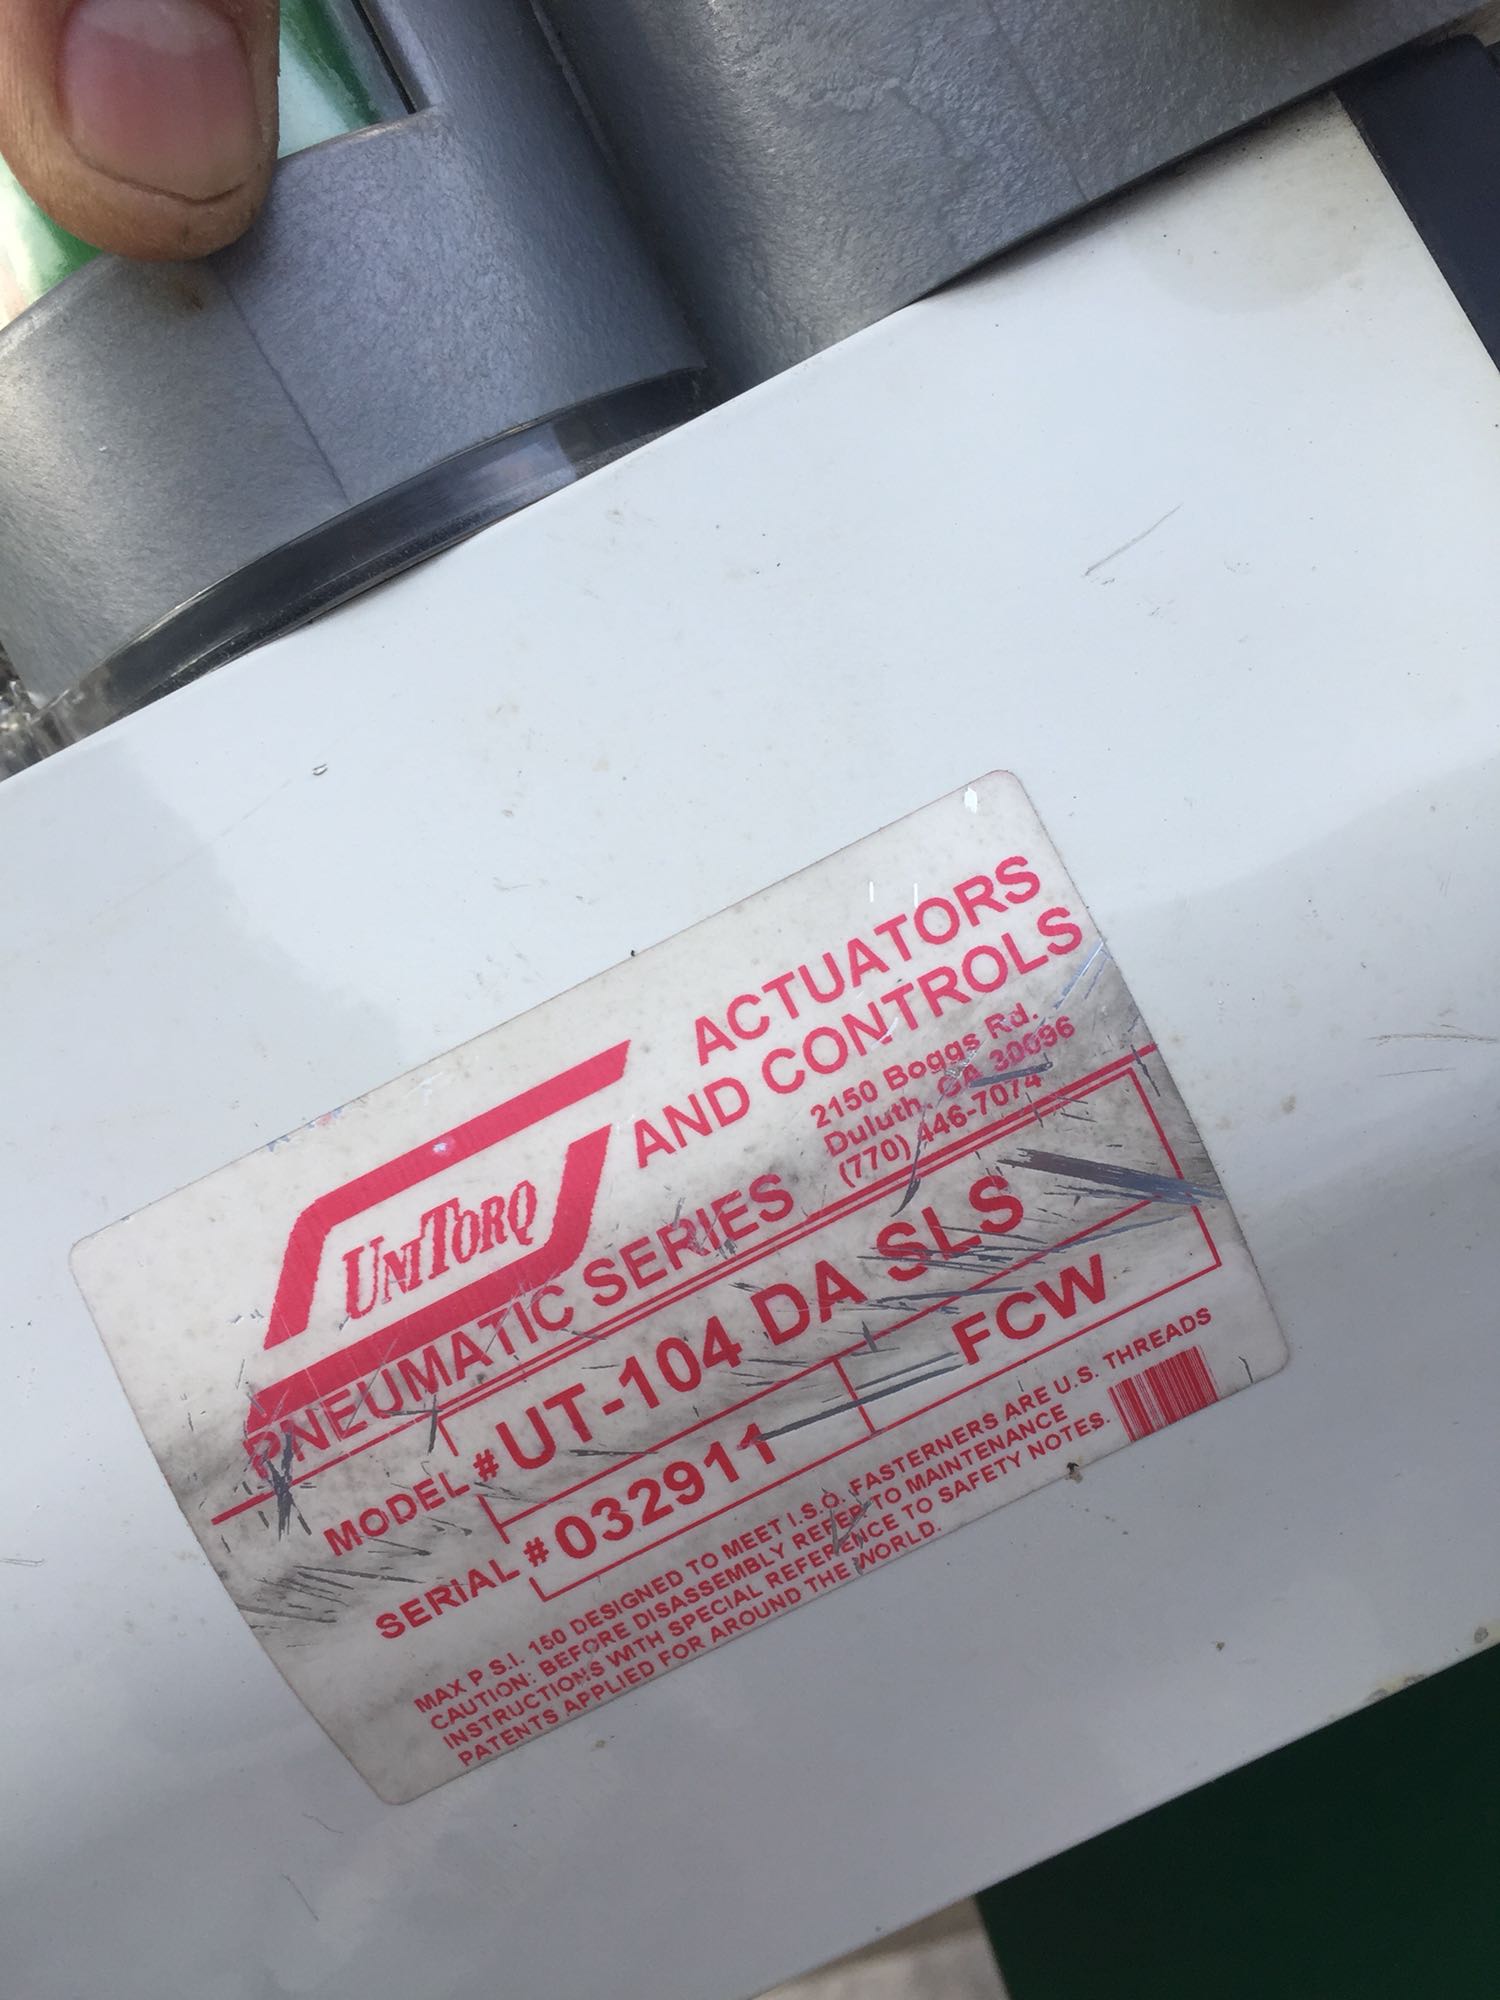 UNITORQ
ACTUATORS
AND CONTROLS
2150 Boggs Rd.
Duluth, GA 30096
(770) 446-7074
PNEUMATIC SERIES
MODEL # UT-104 DA SLS
SERIAL # 032911 FCW
MAX P S.I. 150 DESIGNED TO MEET I.S.O. FASTERNERS ARE U.S. THREADS
CAUTION: BEFORE DISASSEMBLY REFER TO MAINTENANCE
INSTRUCTIONS WITH SPECIAL REFERENCE TO SAFETY NOTES.
PATENTS APPLIED FOR AROUND THE WORLD.